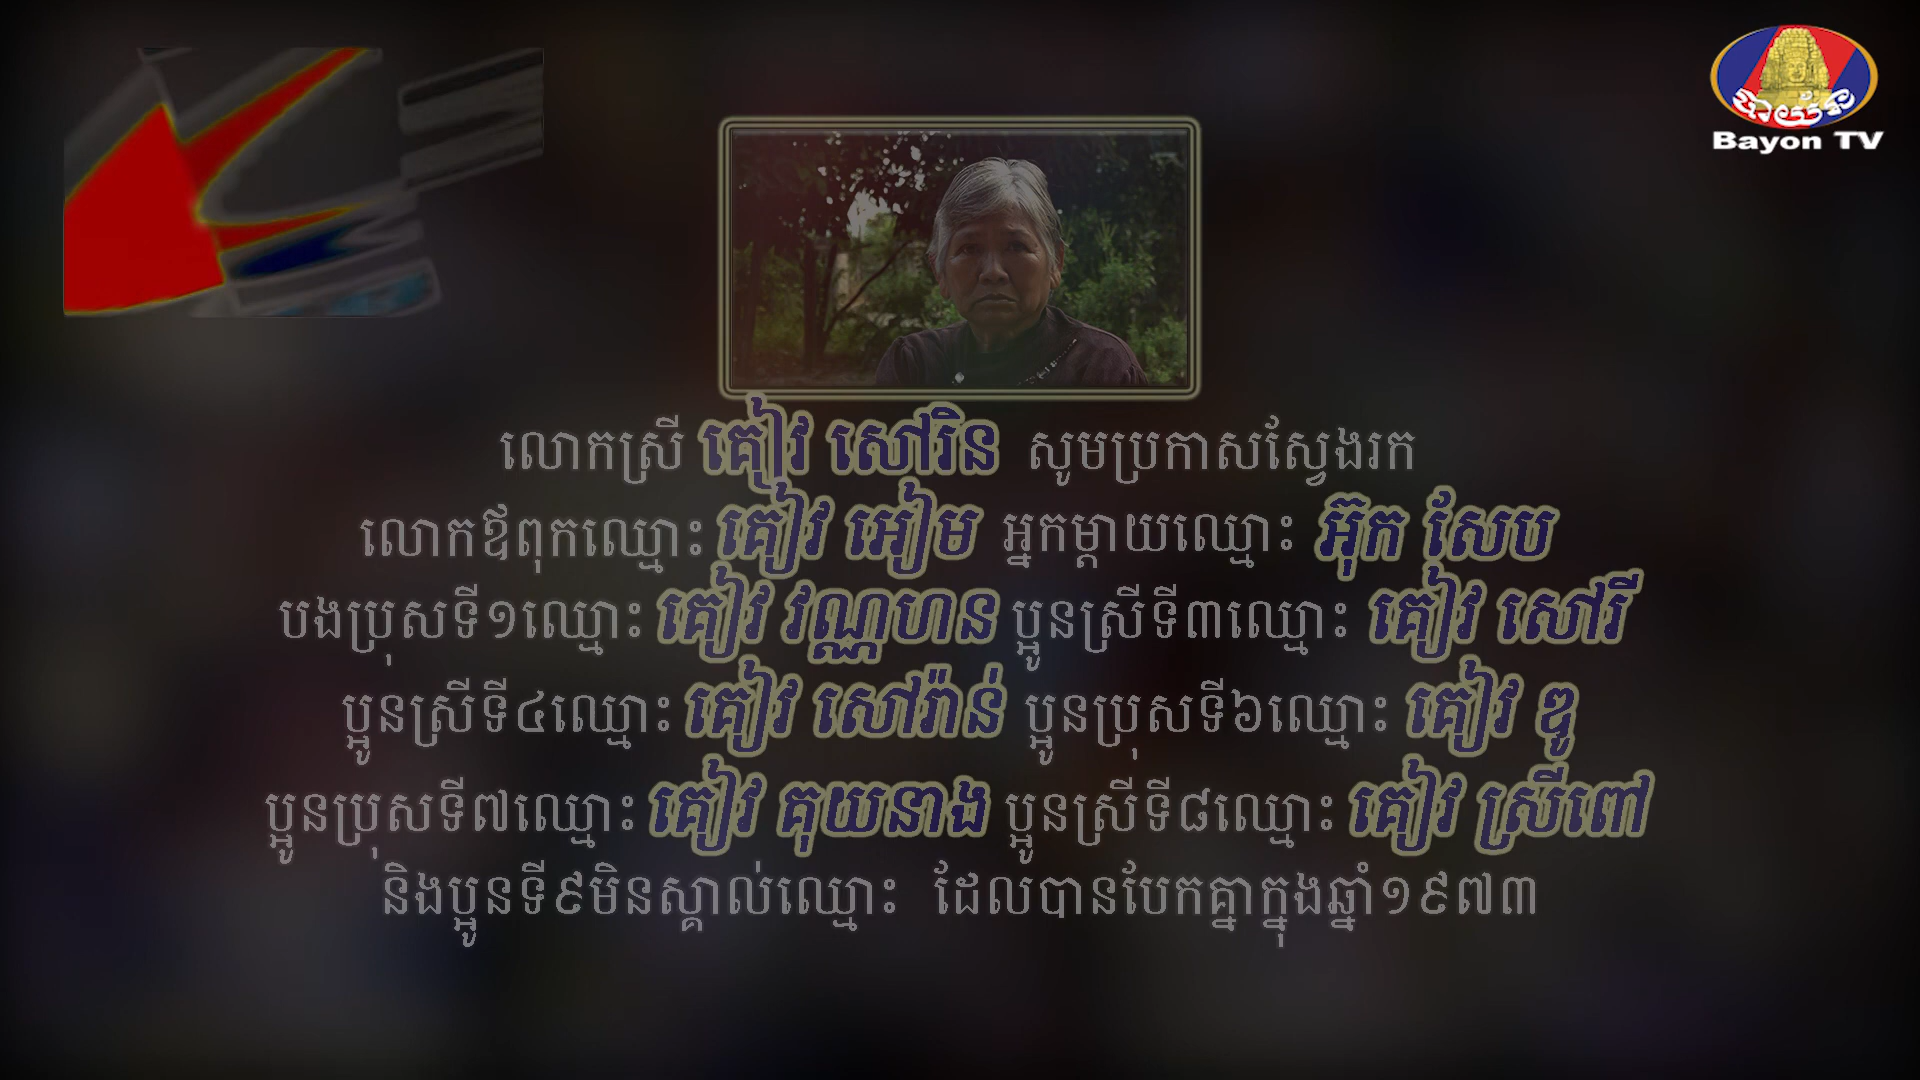 បាយ័ន
Bayon TV
លោកស្រី គឿវ សៅរិន សូមប្រកាសស្វែងរក
លោកឪពុកឈ្មោះ គឿវ អៀម អ្នកម្ដាយឈ្មោះ អ៊ុក សែប
បងប្រុសទី១ឈ្មោះ គឿវ វណ្ណហន ប្អូនស្រីទី៣ឈ្មោះ គឿវ សៅរី
ប្អូនស្រីទី៤ឈ្មោះ គឿវ សៅរ៉ាន់ ប្អូនប្រុសទី៦ឈ្មោះ គឿវ ឌូ
ប្អូនប្រុសទី៧ឈ្មោះ គឿវ គុយនាង ប្អូនស្រីទី៨ឈ្មោះ គឿវ ស្រីពៅ
និងប្អូនទី៩មិនស្គាល់ឈ្មោះ ដែលបានបែកគ្នាក្នុងឆ្នាំ១៩៧៣